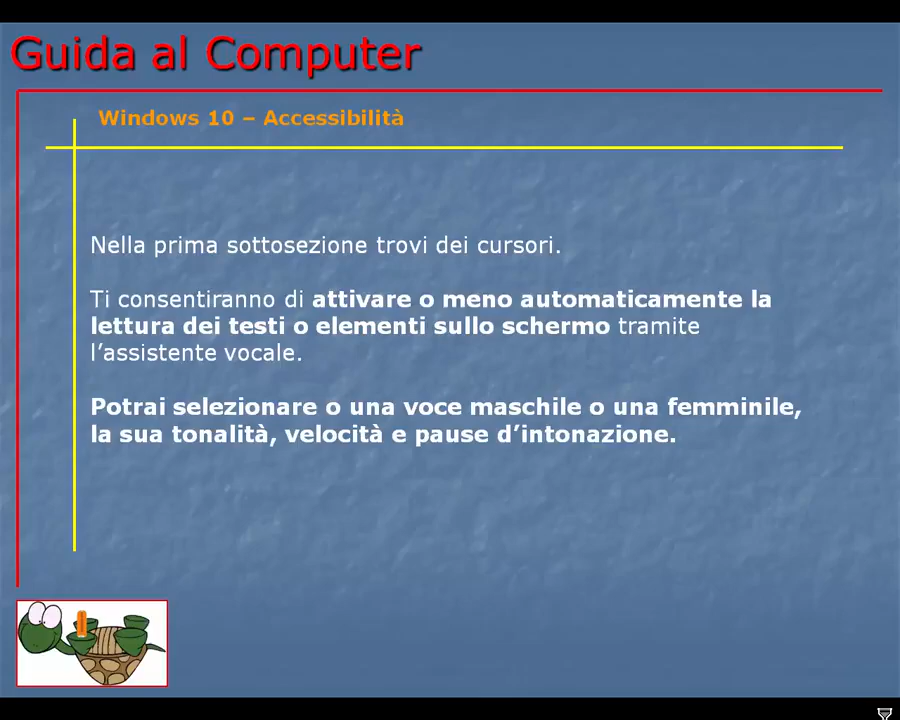 Guida al Computer
Windows 10 – Accessibilità
Nella prima sottosezione trovi dei cursori.
Ti consentiranno di attivare o meno automaticamente la
lettura dei testi o elementi sullo schermo tramite
l’assistente vocale.
Potrai selezionare o una voce maschile o una femminile,
la sua tonalità, velocità e pause d’intonazione.